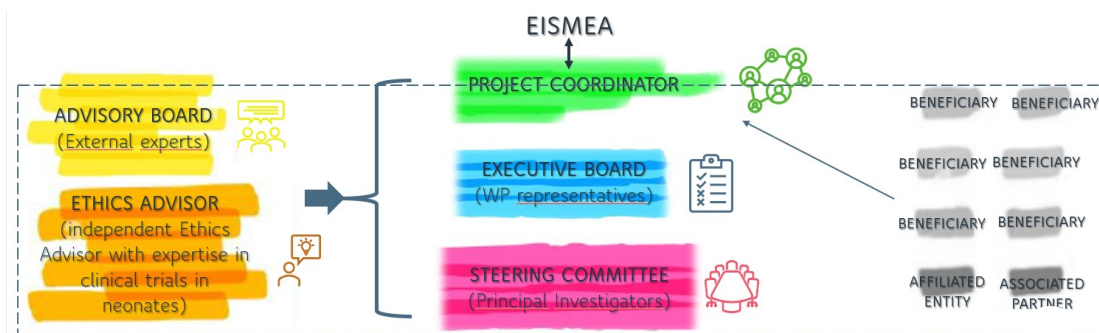 EISMEA
PROJECT COORDINATOR
ADVISORY BOARD
(External experts)
ETHICS ADVISOR
(independent Ethics
Advisor with expertise in
clinical trials in
neonates)
EXECUTIVE BOARD
(WP representatives)
STEERING COMMITTEE
(Principal Investigators)
BENEFICIARY BENEFICIARY
BENEFICIARY BENEFICIARY
BENEFICIARY BENEFICIARY
AFFILIATED
ENTITY
ASSOCIATED
PARTNER